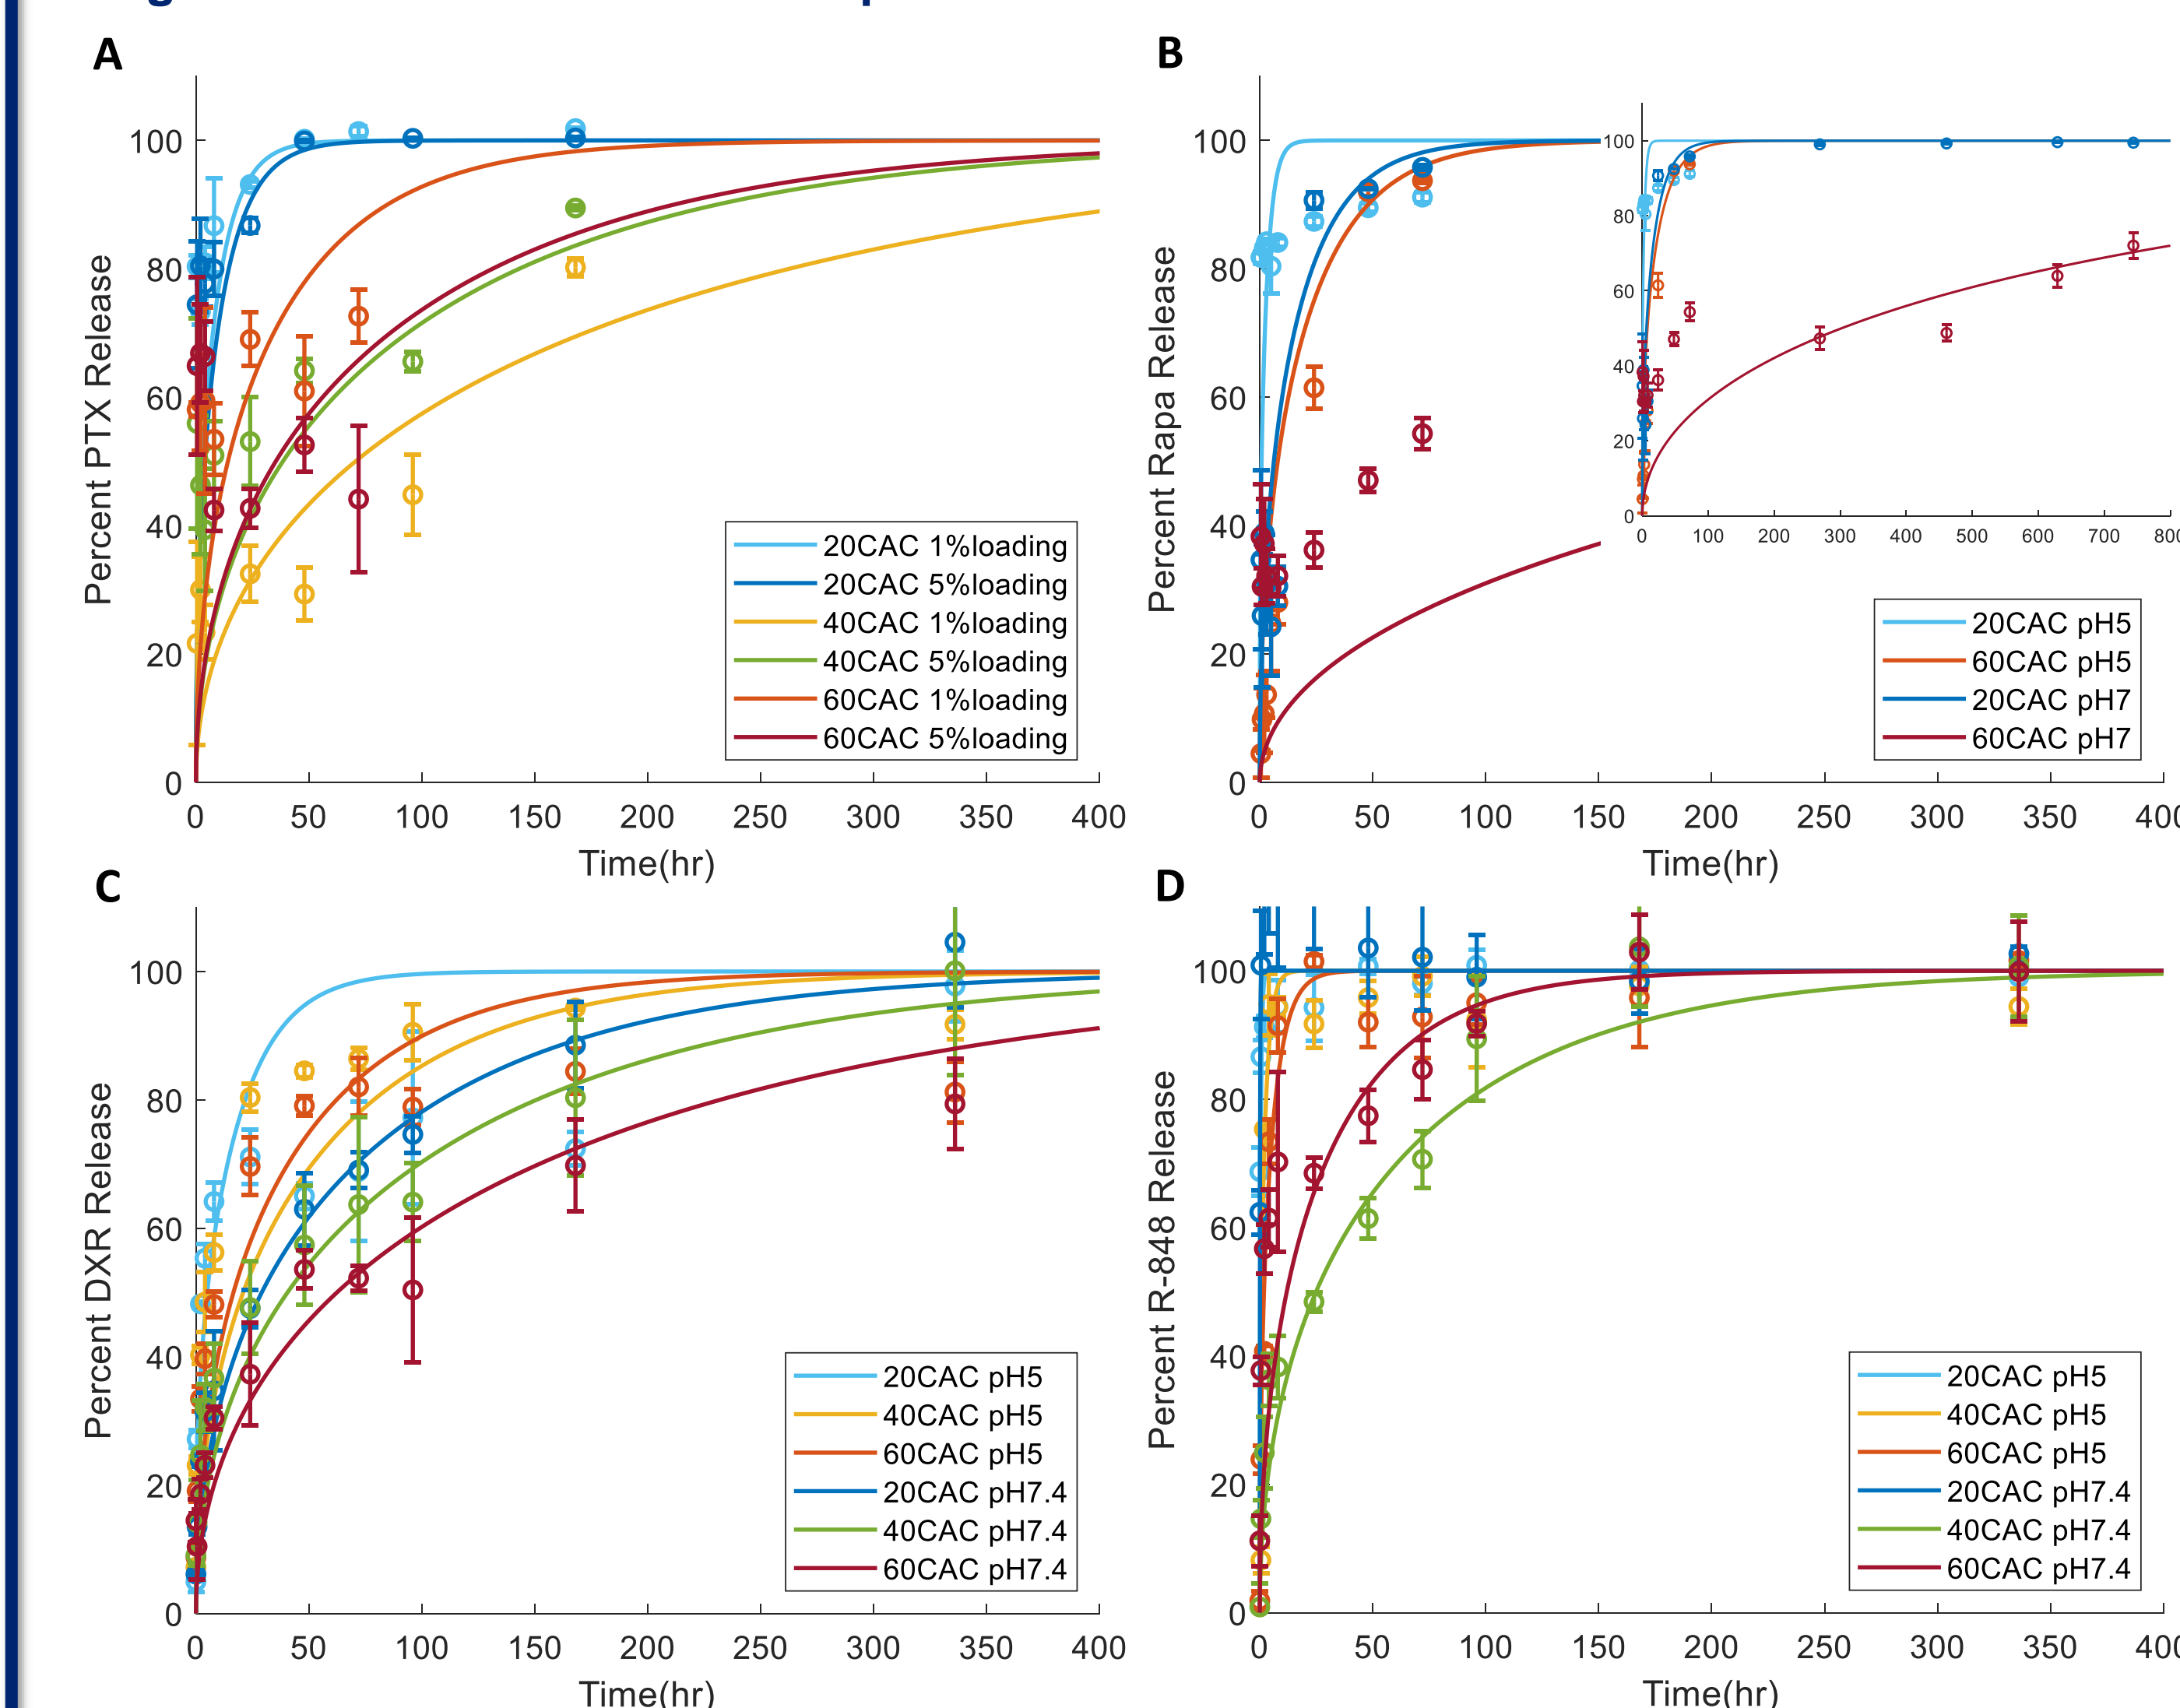 A
Percent PTX Release
100
80
60
40
20
0
0 50 100 150 200 250 300 350 400
Time(hr)
20CAC 1%loading
20CAC 5%loading
40CAC 1%loading
40CAC 5%loading
60CAC 1%loading
60CAC 5%loading
B
Percent Rapa Release
100
80
60
40
20
0
0 50 100 150 200 250 300 350 400
Time(hr)
100
80
60
40
20
0
0 100 200 300 400 500 600 700 800
20CAC pH5
60CAC pH5
20CAC pH7
60CAC pH7
C
Percent DXR Release
100
80
60
40
20
0
0 50 100 150 200 250 300 350 400
Time(hr)
20CAC pH5
40CAC pH5
60CAC pH5
20CAC pH7.4
40CAC pH7.4
60CAC pH7.4
D
Percent R-848 Release
100
80
60
40
20
0
0 50 100 150 200 250 300 350 400
Time(hr)
20CAC pH5
40CAC pH5
60CAC pH5
20CAC pH7.4
40CAC pH7.4
60CAC pH7.4